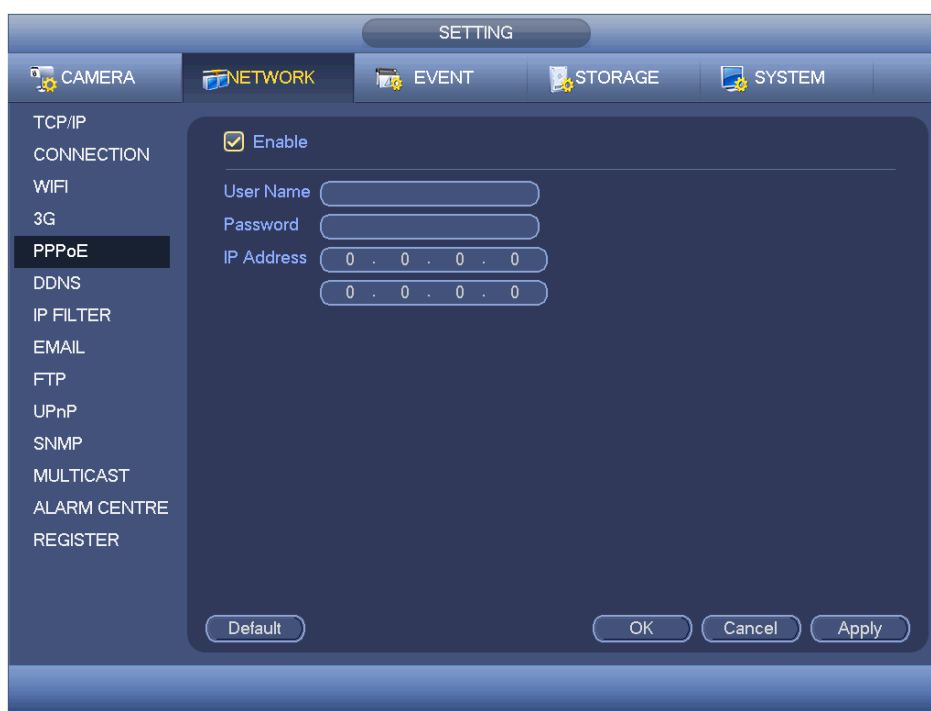 SETTING
CAMERA NETWORK EVENT STORAGE SYSTEM
TCP/IP
CONNECTION
WIFI
3G
PPPoE
DDNS
IP FILTER
EMAIL
FTP
UPnP
SNMP
MULTICAST
ALARM CENTRE
REGISTER
Enable
User Name
Password
IP Address 0 . 0 . 0 . 0
0 . 0 . 0 . 0
Default OK Cancel Apply